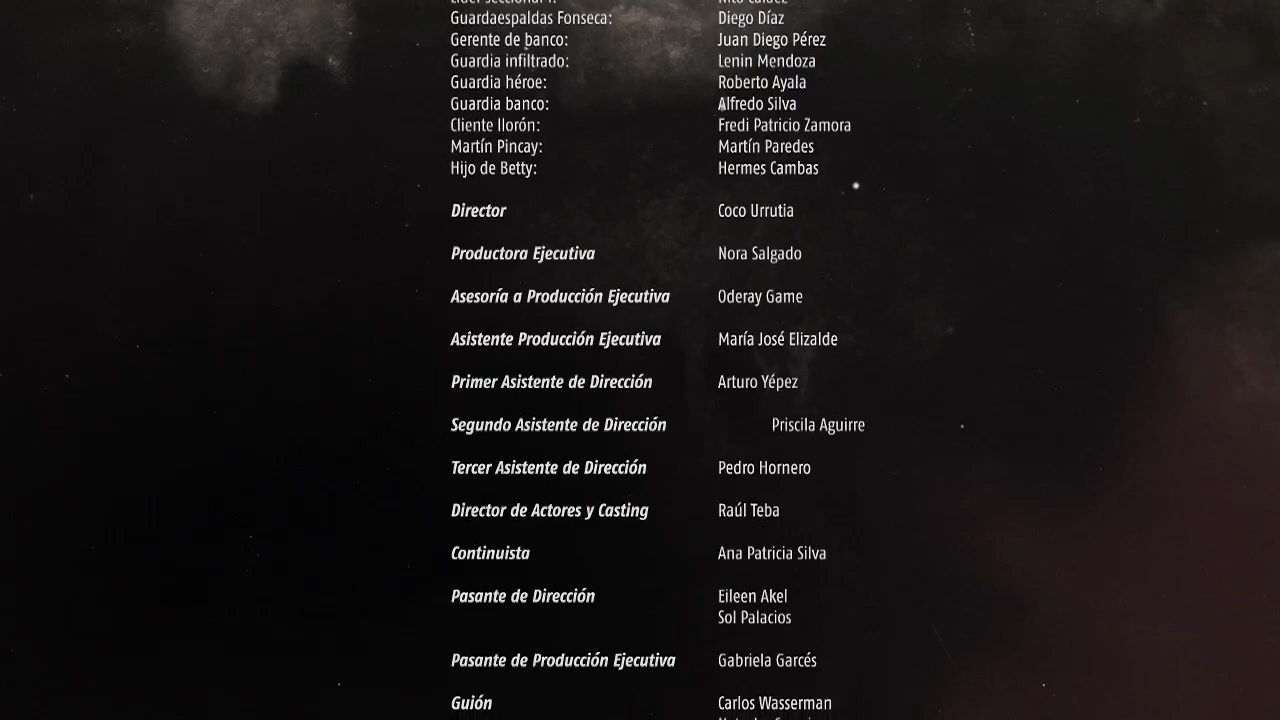 Guardaespaldas Fonseca: Diego Díaz
Gerente de banco: Juan Diego Pérez
Guardia infiltrado: Lenin Mendoza
Guardia héroe: Roberto Ayala
Guardia banco: Alfredo Silva
Cliente llorón: Fredi Patricio Zamora
Martín Pincay: Martín Paredes
Hijo de Betty: Hermes Cambas
Director Coco Urrutia
Productora Ejecutiva Nora Salgado
Asesoría a Producción Ejecutiva Oderay Game
Asistente Producción Ejecutiva María José Elizalde
Primer Asistente de Dirección Arturo Yépez
Segundo Asistente de Dirección Priscila Aguirre
Tercer Asistente de Dirección Pedro Hornero
Director de Actores y Casting Raúl Teba
Continuista Ana Patricia Silva
Pasante de Dirección Eileen Akel
Sol Palacios
Pasante de Producción Ejecutiva Gabriela Garcés
Guión Carlos Wasserman